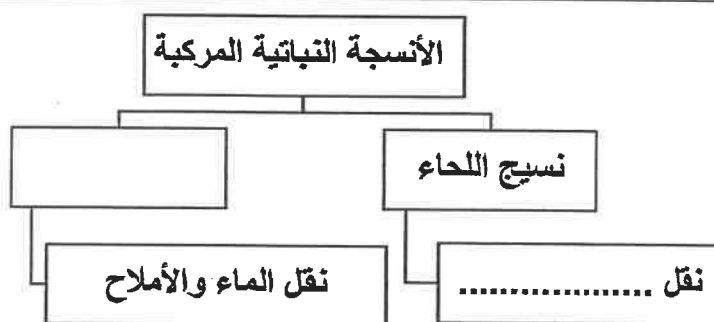 الأنسجة النباتية المركبة
نسيج اللحاء
نقل ..................
نقل الماء والأملاح